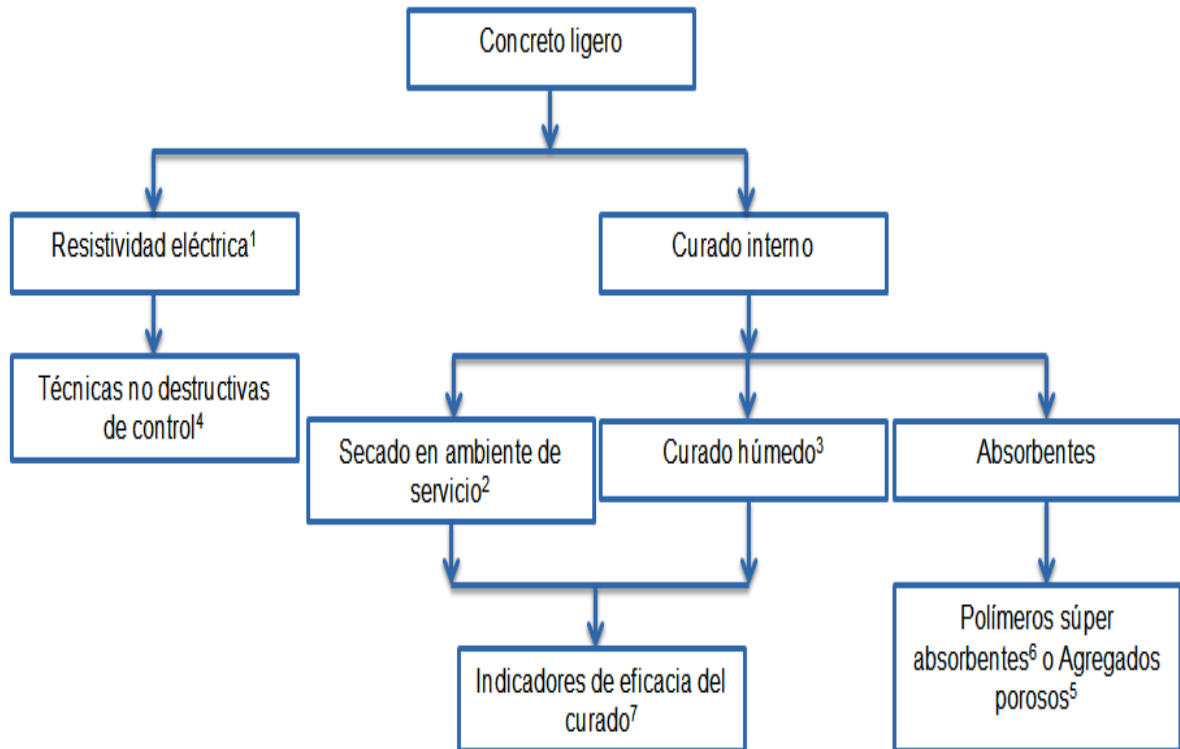 Concreto ligero
Resistividad eléctrica¹
Curado interno
Técnicas no destructivas
de control⁴
Secado en ambiente de
servicio²
Curado húmedo³
Absorbentes
Indicadores de eficacia del
curado⁷
Polímeros súper
absorbentes⁶ o Agregados
porosos⁵